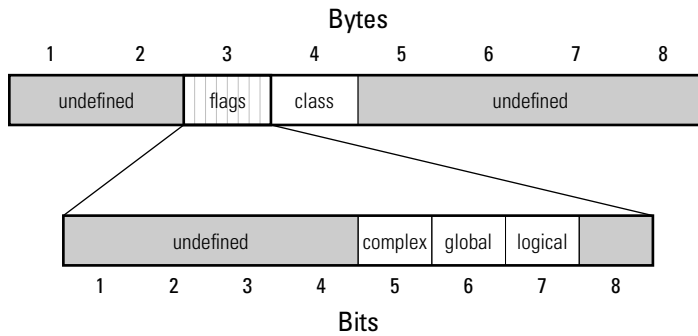 Bytes
1 2 3 4 5 6 7 8
undefined flags class undefined
undefined complex global logical
1 2 3 4 5 6 7 8
Bits